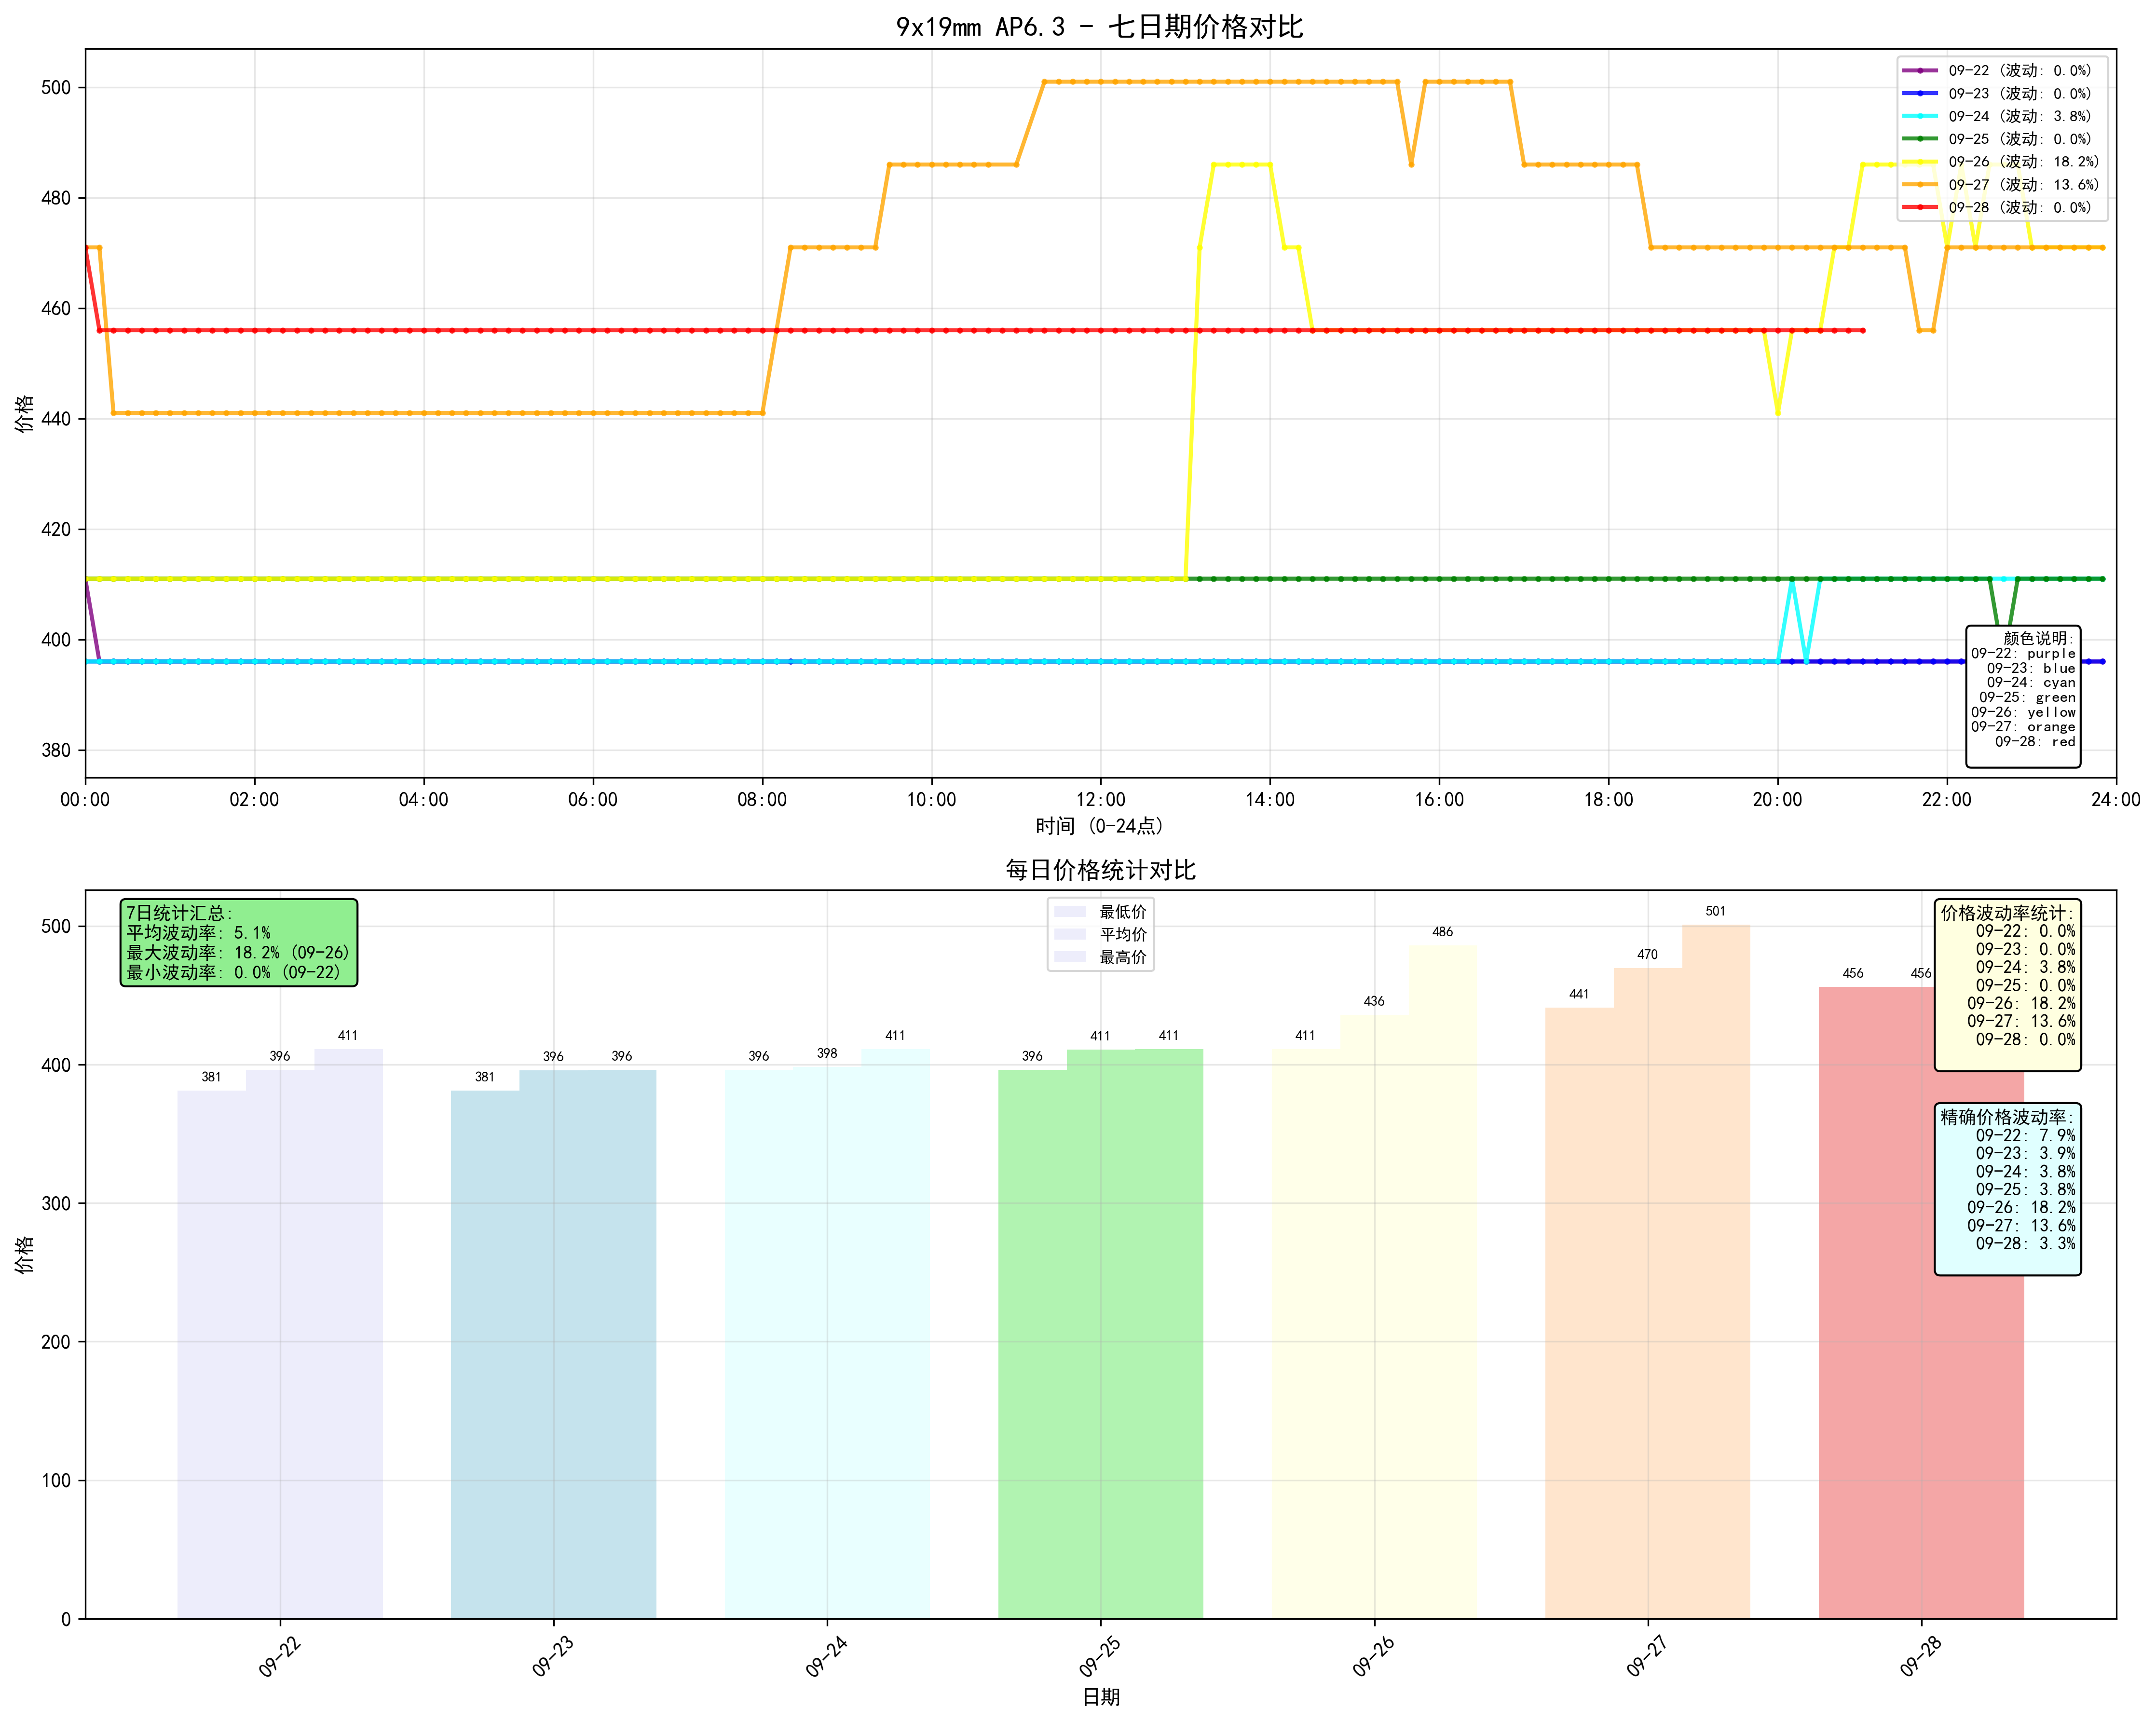 9x19mm AP6.3 - 七日期价格对比
500
480
460
440
420
400
380
价格
09-22 (波动: 0.0%)
09-23 (波动: 0.0%)
09-24 (波动: 3.8%)
09-25 (波动: 0.0%)
09-26 (波动: 18.2%)
09-27 (波动: 13.6%)
09-28 (波动: 0.0%)
颜色说明:
09-22: purple
09-23: blue
09-24: cyan
09-25: green
09-26: yellow
09-27: orange
09-28: red
00:00 02:00 04:00 06:00 08:00 10:00 12:00 14:00 16:00 18:00 20:00 22:00 24:00
时间 (0-24点)
每日价格统计对比
500
400
300
200
100
0
价格
7日统计汇总:
平均波动率: 5.1%
最大波动率: 18.2% (09-26)
最小波动率: 0.0% (09-22)
最低价
平均价
最高价
381 396 411
381 396 396
396 398 411
396 411 411
411 436 486
441 470 501
456 456
价格波动率统计:
09-22: 0.0%
09-23: 0.0%
09-24: 3.8%
09-25: 0.0%
09-26: 18.2%
09-27: 13.6%
09-28: 0.0%
精确价格波动率:
09-22: 7.9%
09-23: 3.9%
09-24: 3.8%
09-25: 3.8%
09-26: 18.2%
09-27: 13.6%
09-28: 3.3%
09-22 09-23 09-24 09-25 09-26 09-27 09-28
日期